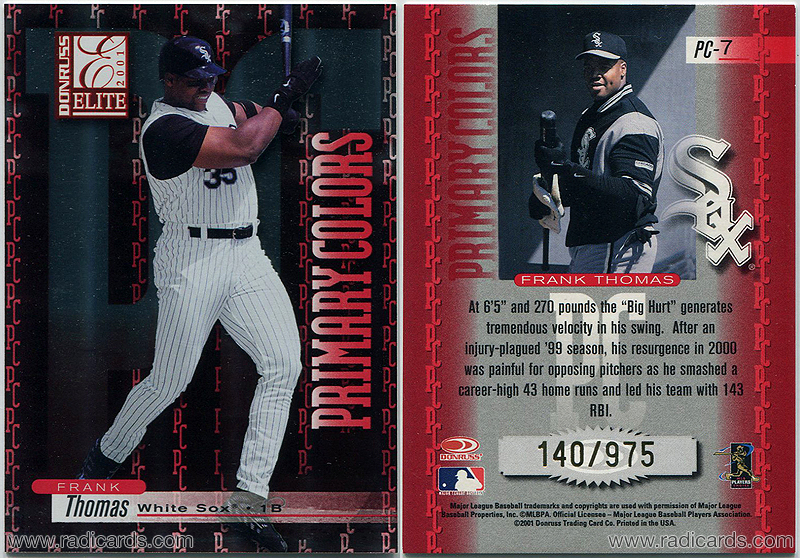 DONRUSS
2001
ELITE
PRIMARY COLORS
35
FRANK
Thomas White Sox • 1B
www.radicards.com
PC-7
PRIMARY COLORS
Sox
®
FRANK THOMAS
PC
At 6'5" and 270 pounds the "Big Hurt" generates
tremendous velocity in his swing. After an
injury-plagued '99 season, his resurgence in 2000
was painful for opposing pitchers as he smashed a
career-high 43 home runs and led his team with 143
RBI.
140/975
DONRUSS
PLAYERS
Major League Baseball trademarks and copyrights are used with permission of Major League
Baseball Properties, Inc. ©MLBPA. Official Licensee – Major League Baseball Players Association.
©2001 Donruss Trading Card Co. Printed in the USA.
www.radicards.com